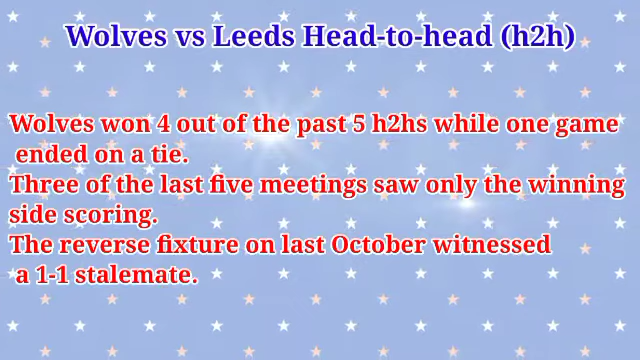 Wolves vs Leeds Head-to-head (h2h)
Wolves won 4 out of the past 5 h2hs while one game
ended on a tie.
Three of the last five meetings saw only the winning
side scoring.
The reverse fixture on last October witnessed
a 1-1 stalemate.